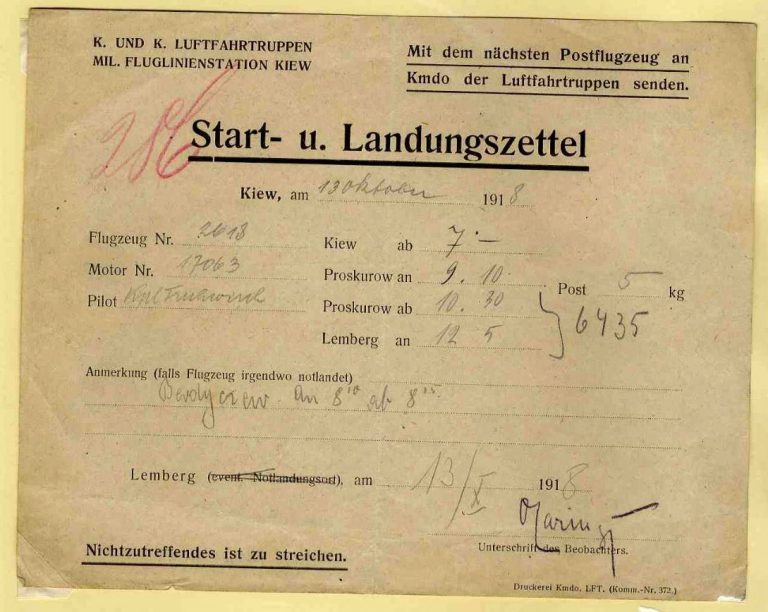 K. UND K. LUFTFAHRTRUPPEN
MIL. FLUGLINIENSTATION KIEW
Mit dem nächsten Postflugzeug an
Kmdo der Luftfahrtruppen senden.
Start- u. Landungszettel
Kiew, am 13 Oktober 1918
Flugzeug Nr. 2618 Kiew ab 7.—
Motor Nr. 17063 Proskurow an 9.10 Post 5 kg
Pilot Proskurow ab 10.30
6435
Lemberg an 12 5
Anmerkung (falls Flugzeug irgendwo notlandet)
Berdyczew an 8 ab 8
Lemberg (event. Notlandungsort), am 13/X 1918
Unterschrift des Beobachters.
Nichtzutreffendes ist zu streichen.
Druckerei Kmdo. LFT. (Komm.-Nr. 372.)